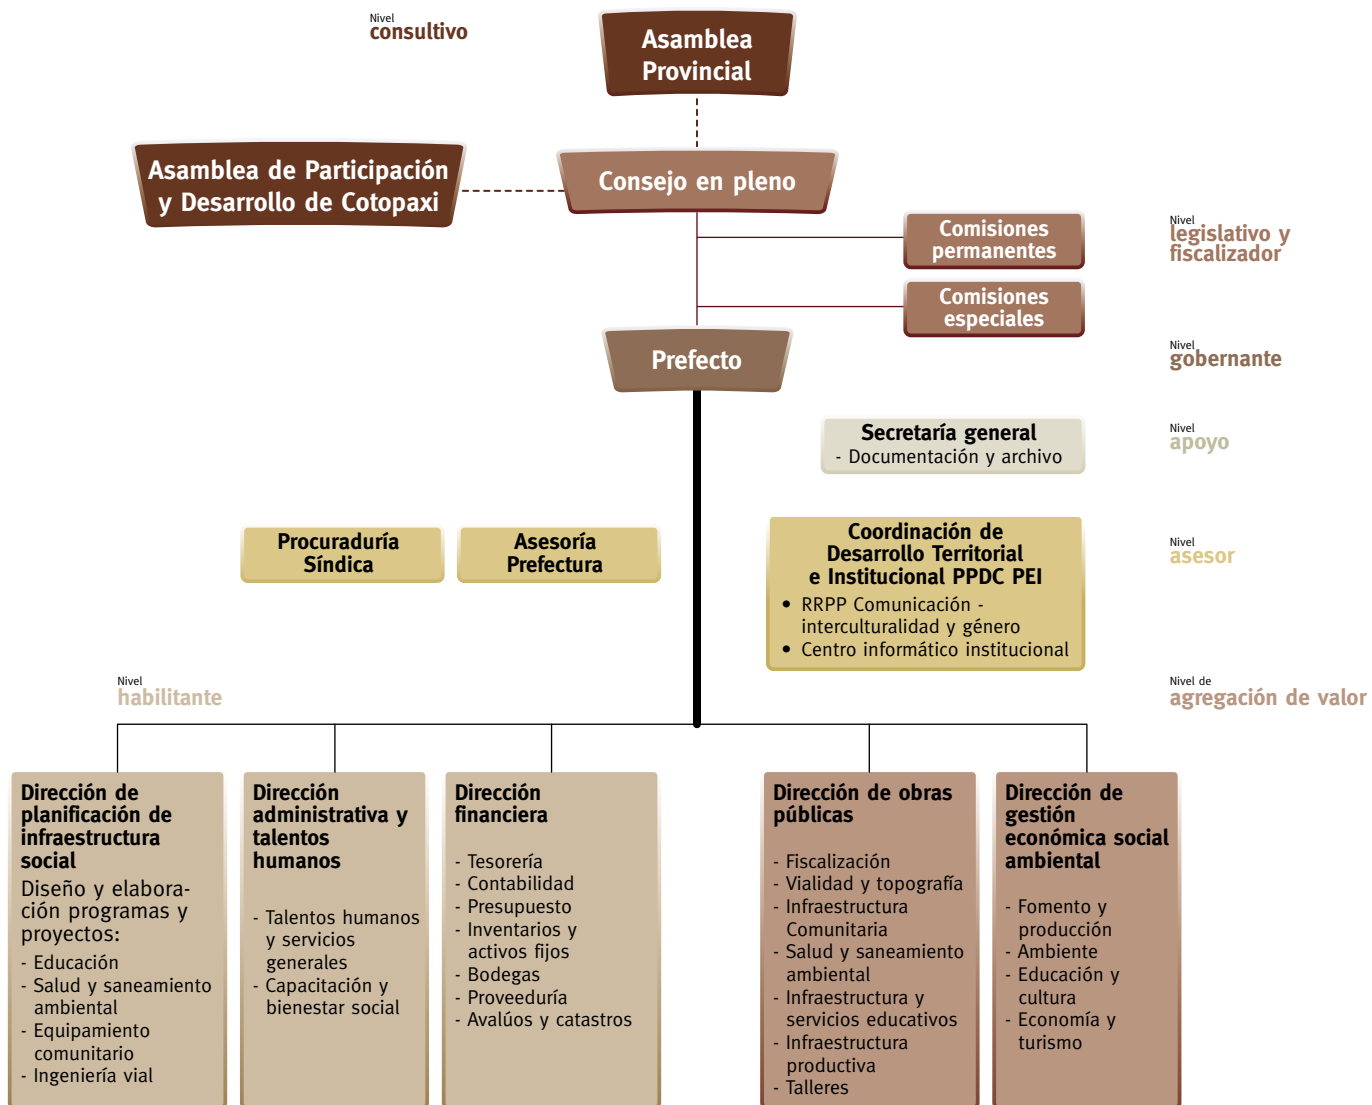 Nivel
consultivo
Asamblea
Provincial
Asamblea de Participación
y Desarrollo de Cotopaxi
Consejo en pleno
Comisiones
permanentes
Nivel
legislativo y
fiscalizador
Comisiones
especiales
Prefecto
Nivel
gobernante
Secretaría general
- Documentación y archivo
Nivel
apoyo
Procuraduría
Síndica
Asesoría
Prefectura
Coordinación de
Desarrollo Territorial
e Institucional PPDC PEI
• RRPP Comunicación -
interculturalidad y género
• Centro informático institucional
Nivel
asesor
Nivel
habilitante
Nivel de
agregación de valor
Dirección de
planificación de
infraestructura
social
Diseño y elabora-
ción programas y
proyectos:
- Educación
- Salud y saneamiento
ambiental
- Equipamiento
comunitario
- Ingeniería vial
Dirección
administrativa y
talentos
humanos
- Talentos humanos
y servicios
generales
- Capacitación y
bienestar social
Dirección
financiera
- Tesorería
- Contabilidad
- Presupuesto
- Inventarios y
activos fijos
- Bodegas
- Proveeduría
- Avalúos y catastros
Dirección de obras
públicas
- Fiscalización
- Vialidad y topografía
- Infraestructura
Comunitaria
- Salud y saneamiento
ambiental
- Infraestructura y
servicios educativos
- Infraestructura
productiva
- Talleres
Dirección de
gestión
económica social
ambiental
- Fomento y
producción
- Ambiente
- Educación y
cultura
- Economía y
turismo